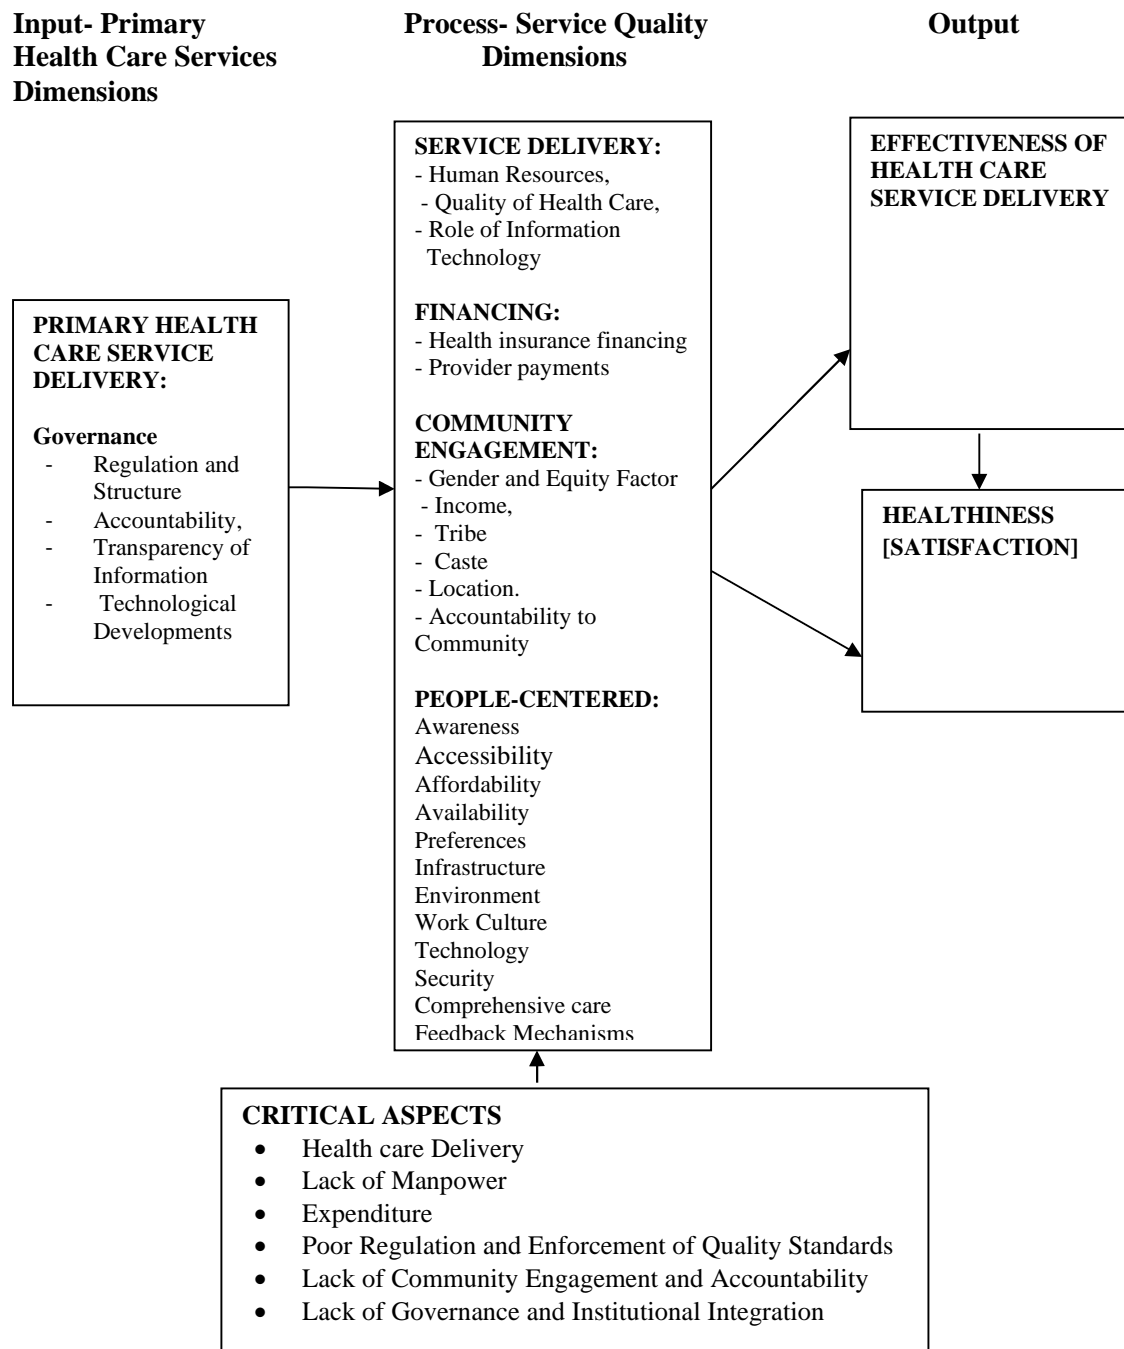 Input- Primary
Health Care Services
Dimensions
Process- Service Quality
Dimensions
Output
PRIMARY HEALTH
CARE SERVICE
DELIVERY:
Governance
- Regulation and
Structure
- Accountability,
- Transparency of
Information
- Technological
Developments
SERVICE DELIVERY:
- Human Resources,
- Quality of Health Care,
- Role of Information
Technology
FINANCING:
- Health insurance financing
- Provider payments
COMMUNITY
ENGAGEMENT:
- Gender and Equity Factor
- Income,
- Tribe
- Caste
- Location.
- Accountability to
Community
PEOPLE-CENTERED:
Awareness
Accessibility
Affordability
Availability
Preferences
Infrastructure
Environment
Work Culture
Technology
Security
Comprehensive care
Feedback Mechanisms
EFFECTIVENESS OF
HEALTH CARE
SERVICE DELIVERY
HEALTHINESS
[SATISFACTION]
CRITICAL ASPECTS
• Health care Delivery
• Lack of Manpower
• Expenditure
• Poor Regulation and Enforcement of Quality Standards
• Lack of Community Engagement and Accountability
• Lack of Governance and Institutional Integration